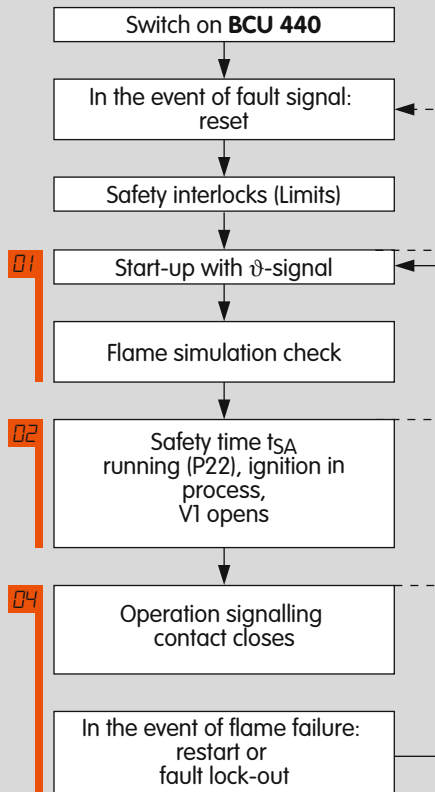 Switch on BCU 440
In the event of fault signal:
reset
Safety interlocks (Limits)
01
Start-up with ϑ-signal
Flame simulation check
02
Safety time tSA
running (P22), ignition in
process,
V1 opens
04
Operation signalling
contact closes
In the event of flame failure:
restart or
fault lock-out